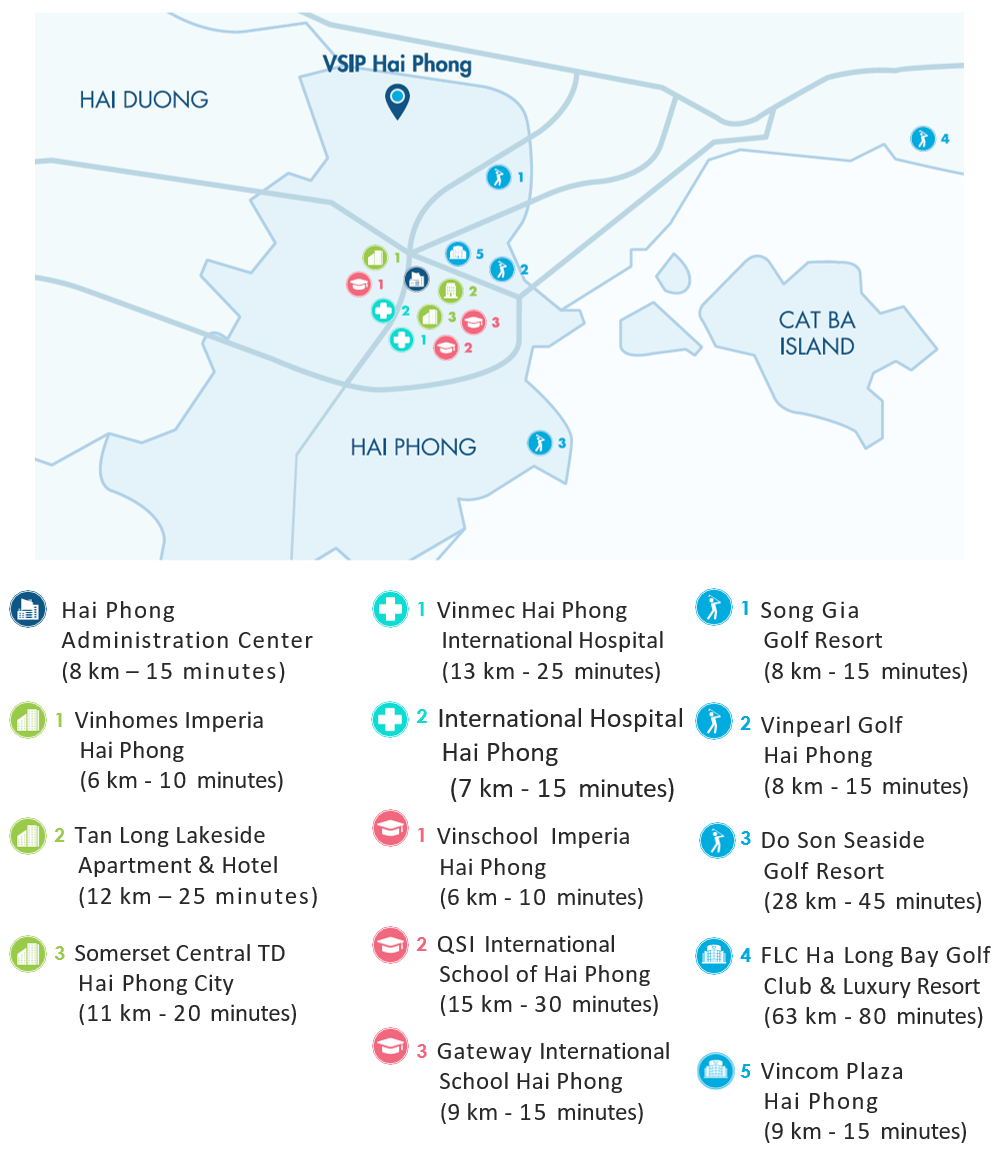 VSIP Hai Phong
HAI DUONG
4
1
1
5
2
1
2
2
3
3
1
2
CAT BA
ISLAND
HAI PHONG
3
Hai Phong
Administration Center
(8 km – 15 minutes)
1 Vinhomes Imperia
Hai Phong
(6 km - 10 minutes)
2 Tan Long Lakeside
Apartment & Hotel
(12 km – 25 minutes)
3 Somerset Central TD
Hai Phong City
(11 km - 20 minutes)
1 Vinmec Hai Phong
International Hospital
(13 km - 25 minutes)
2 International Hospital
Hai Phong
(7 km - 15 minutes)
1 Vinschool Imperia
Hai Phong
(6 km - 10 minutes)
2 QSI International
School of Hai Phong
(15 km - 30 minutes)
3 Gateway International
School Hai Phong
(9 km - 15 minutes)
1 Song Gia
Golf Resort
(8 km - 15 minutes)
2 Vinpearl Golf
Hai Phong
(8 km - 15 minutes)
3 Do Son Seaside
Golf Resort
(28 km - 45 minutes)
4 FLC Ha Long Bay Golf
Club & Luxury Resort
(63 km - 80 minutes)
5 Vincom Plaza
Hai Phong
(9 km - 15 minutes)